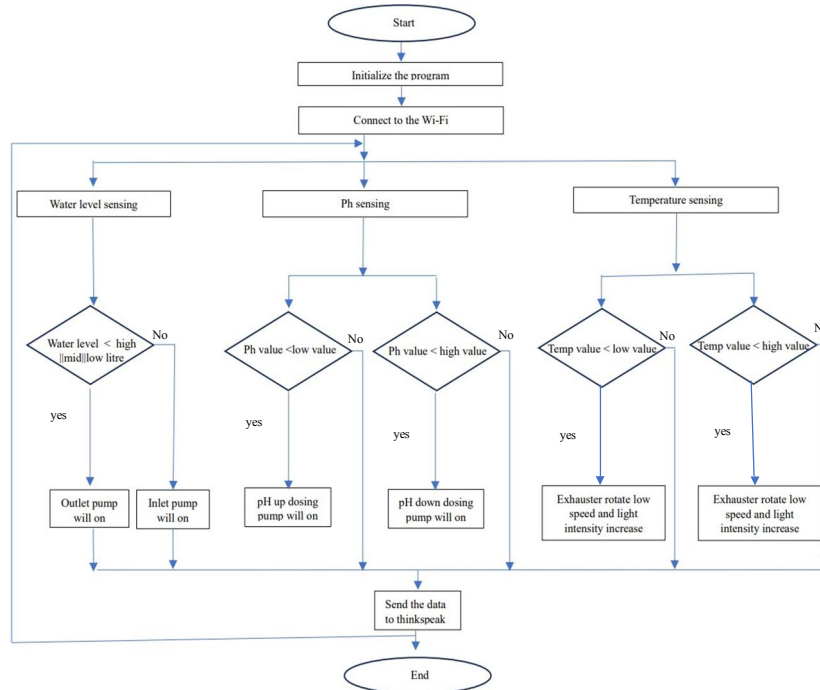 Start
Initialize the program
Connect to the Wi-Fi
Water level sensing
Ph sensing
Temperature sensing
Water level < high
||mid||low litre
No
Ph value <low value
No
Ph value < high value
No
Temp value < low value
No
Temp value < high value
N
yes
yes
yes
yes
yes
Outlet pump
will on
Inlet pump
will on
pH up dosing
pump will on
pH down dosing
pump will on
Exhauster rotate low
speed and light
intensity increase
Exhauster rotate low
speed and light
intensity increase
Send the data
to thinkspeak
End